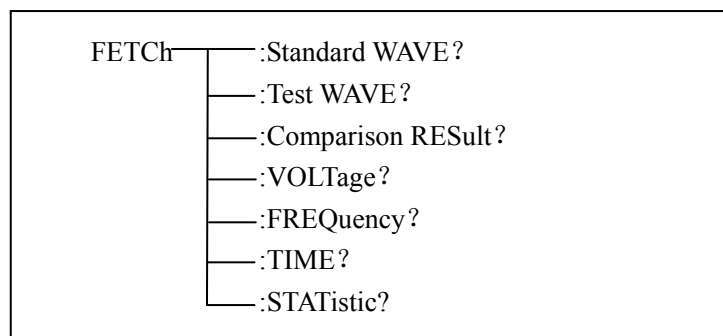 FETCh :Standard WAVE？
:Test WAVE？
:Comparison RESult？
:VOLTage？
:FREQuency？
:TIME？
:STATistic?